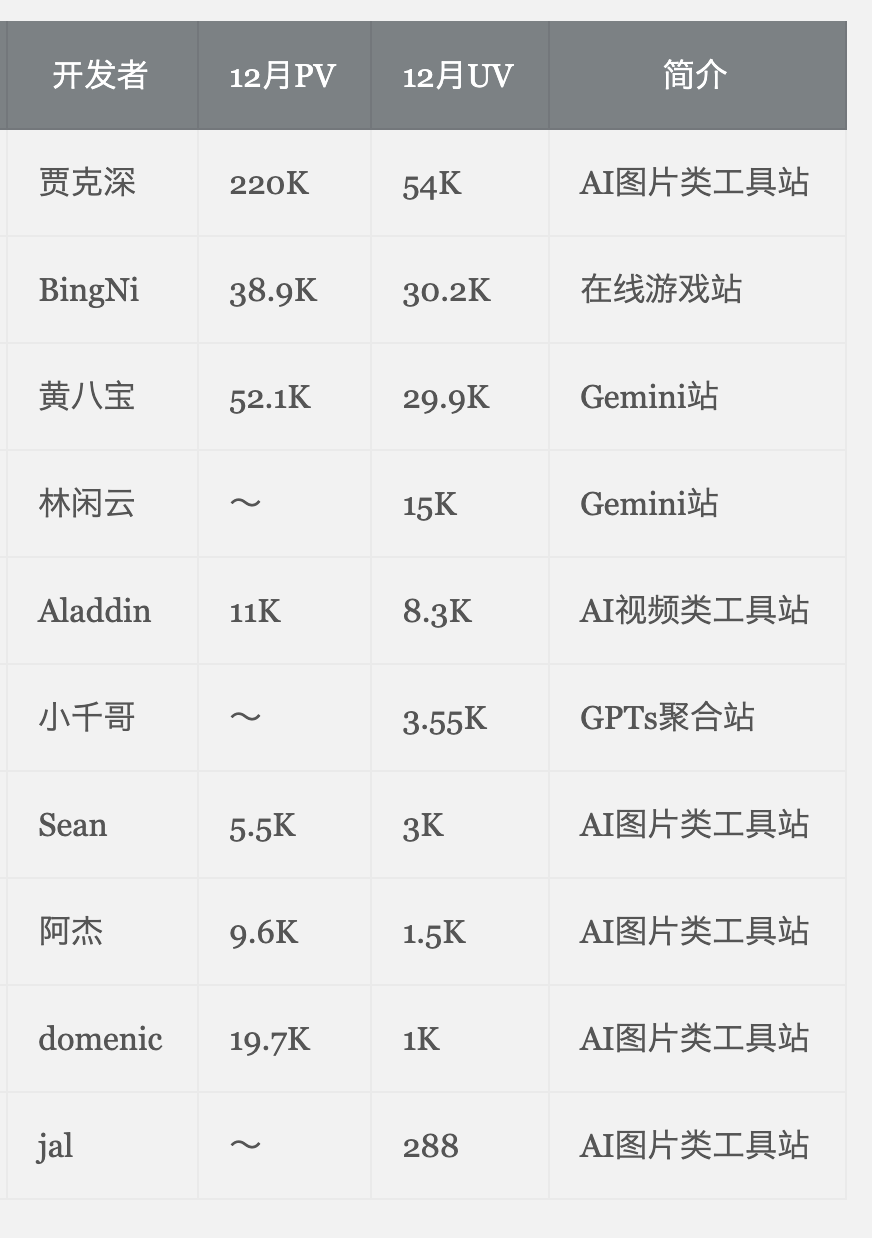 开发者 12月PV 12月UV 简介
贾克深 220K 54K AI图片类工具站
BingNi 38.9K 30.2K 在线游戏站
黄八宝 52.1K 29.9K Gemini站
林闲云 ～ 15K Gemini站
Aladdin 11K 8.3K AI视频类工具站
小千哥 ～ 3.55K GPTs聚合站
Sean 5.5K 3K AI图片类工具站
阿杰 9.6K 1.5K AI图片类工具站
domenic 19.7K 1K AI图片类工具站
jal ～ 288 AI图片类工具站